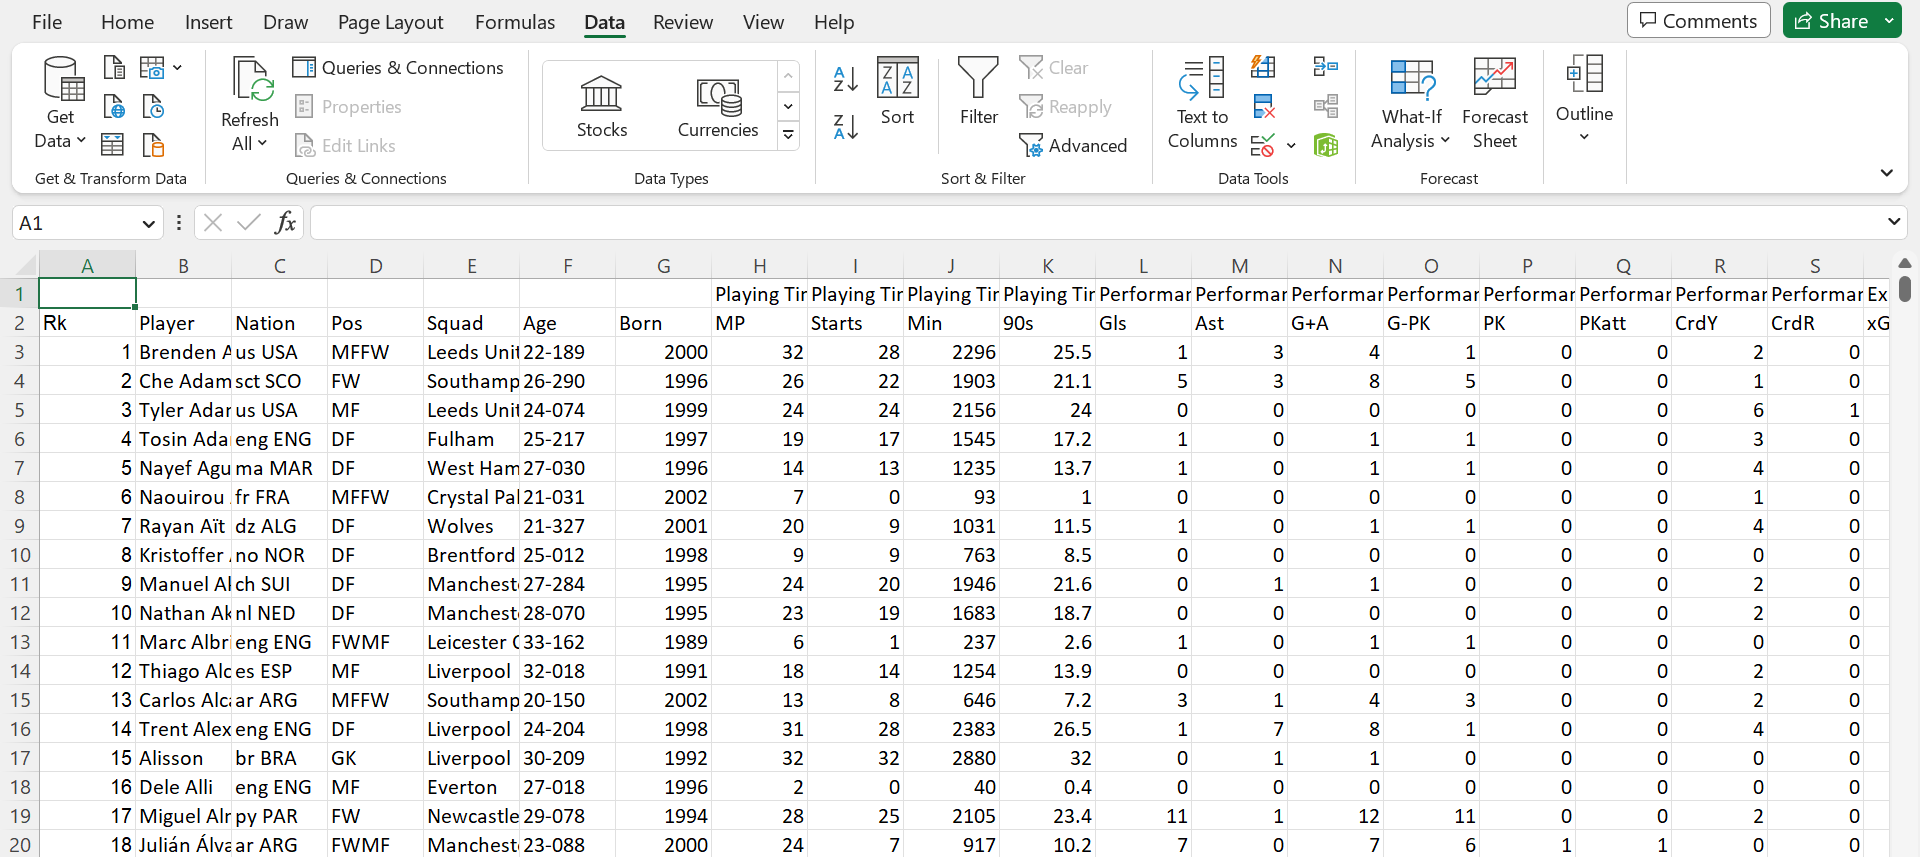 File Home Insert Draw Page Layout Formulas Data Review View Help Comments Share
Get Data
Get & Transform Data
Refresh All
Queries & Connections
Properties
Edit Links
Queries & Connections
Stocks Currencies
Data Types
Sort
Filter
Clear
Reapply
Advanced
Sort & Filter
Text to Columns
Data Tools
What-If Analysis
Forecast Sheet
Forecast
Outline
A1 fx
A B C D E F G H I J K L M N O P Q R S
1 Playing Tir Playing Tir Playing Tir Playing Tir Performar Performar Performar Performar Performar Performar Performar Performar Ex
2 Rk Player Nation Pos Squad Age Born MP Starts Min 90s Gls Ast G+A G-PK PK PKatt CrdY CrdR xG
3 1 Brenden A us USA MFFW Leeds Unit 22-189 2000 32 28 2296 25.5 1 3 4 1 0 0 2 0
4 2 Che Adam sct SCO FW Southamp 26-290 1996 26 22 1903 21.1 5 3 8 5 0 0 1 0
5 3 Tyler Adar us USA MF Leeds Unit 24-074 1999 24 24 2156 24 0 0 0 0 0 0 6 1
6 4 Tosin Ada eng ENG DF Fulham 25-217 1997 19 17 1545 17.2 1 0 1 1 0 0 3 0
7 5 Nayef Agu ma MAR DF West Ham 27-030 1996 14 13 1235 13.7 1 0 1 1 0 0 4 0
8 6 Naouirou fr FRA MFFW Crystal Pal 21-031 2002 7 0 93 1 0 0 0 0 0 0 1 0
9 7 Rayan Aït dz ALG DF Wolves 21-327 2001 20 9 1031 11.5 1 0 1 1 0 0 4 0
10 8 Kristoffer no NOR DF Brentford 25-012 1998 9 9 763 8.5 0 0 0 0 0 0 0 0
11 9 Manuel Al ch SUI DF Manchest 27-284 1995 24 20 1946 21.6 0 1 1 0 0 0 2 0
12 10 Nathan Ak nl NED DF Manchest 28-070 1995 23 19 1683 18.7 0 0 0 0 0 0 2 0
13 11 Marc Albri eng ENG FWMF Leicester C 33-162 1989 6 1 237 2.6 1 0 1 1 0 0 0 0
14 12 Thiago Alc es ESP MF Liverpool 32-018 1991 18 14 1254 13.9 0 0 0 0 0 0 2 0
15 13 Carlos Alca ar ARG MFFW Southamp 20-150 2002 13 8 646 7.2 3 1 4 3 0 0 2 0
16 14 Trent Alex eng ENG DF Liverpool 24-204 1998 31 28 2383 26.5 1 7 8 1 0 0 4 0
17 15 Alisson br BRA GK Liverpool 30-209 1992 32 32 2880 32 0 1 1 0 0 0 0 0
18 16 Dele Alli eng ENG MF Everton 27-018 1996 2 0 40 0.4 0 0 0 0 0 0 0 0
19 17 Miguel Alr py PAR FW Newcastle 29-078 1994 28 25 2105 23.4 11 1 12 11 0 0 2 0
20 18 Julián Álva ar ARG FWMF Manchest 23-088 2000 24 7 917 10.2 7 0 7 6 1 1 0 0